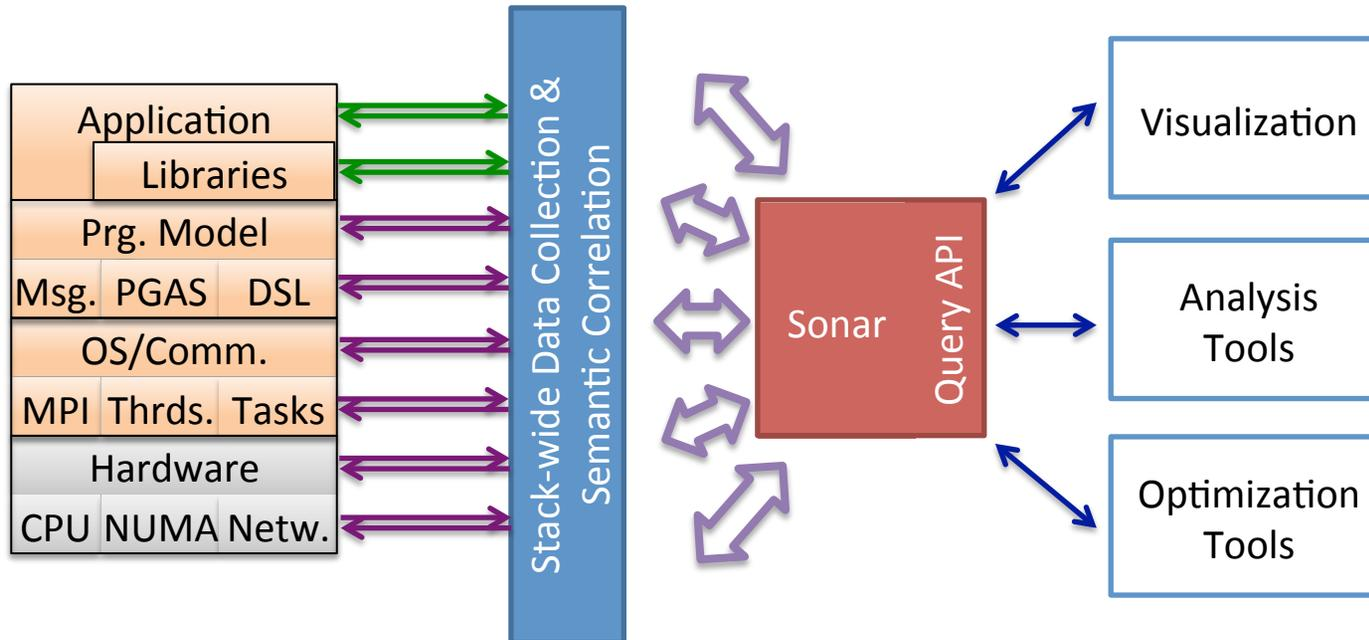 Application
Libraries
Prg. Model
Msg. PGAS DSL
OS/Comm.
MPI Thrds. Tasks
Hardware
CPU NUMA Netw.
Stack-wide Data Collection &
Semantic Correlation
Sonar
Query API
Visualization
Analysis
Tools
Optimization
Tools